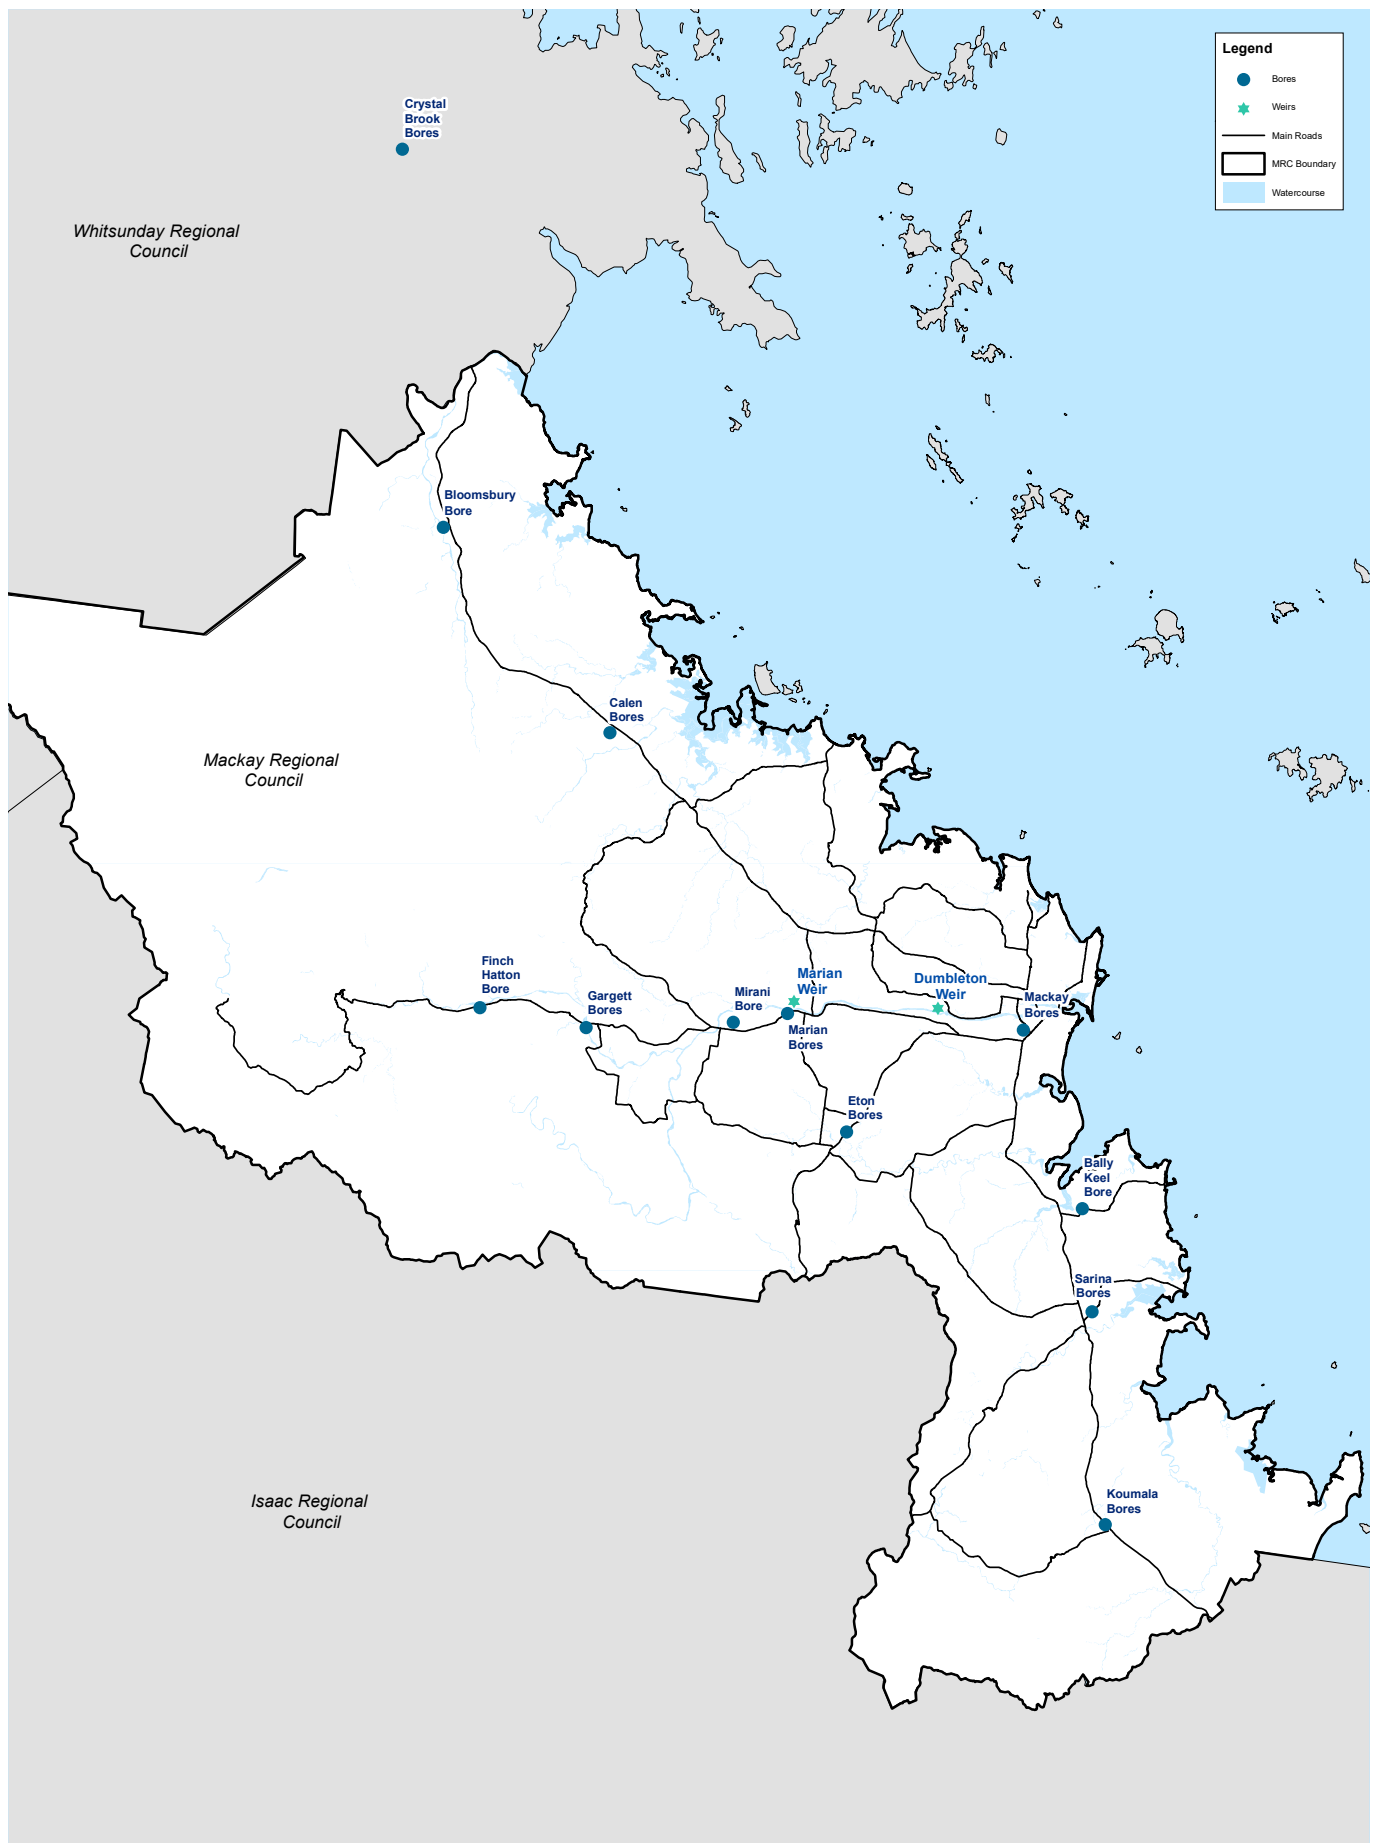 Legend
Bores
Weirs
Main Roads
MRC Boundary
Watercourse
Crystal
Brook
Bores
Whitsunday Regional
Council
Bloomsbury
Bore
Calen
Bores
Mackay Regional
Council
Finch
Hatton
Bore
Gargett
Bores
Mirani
Bore
Marian
Weir
Marian
Bores
Dumbleton
Weir
Mackay
Bores
Eton
Bores
Bally
Keel
Bore
Sarina
Bores
Koumala
Bores
Isaac Regional
Council